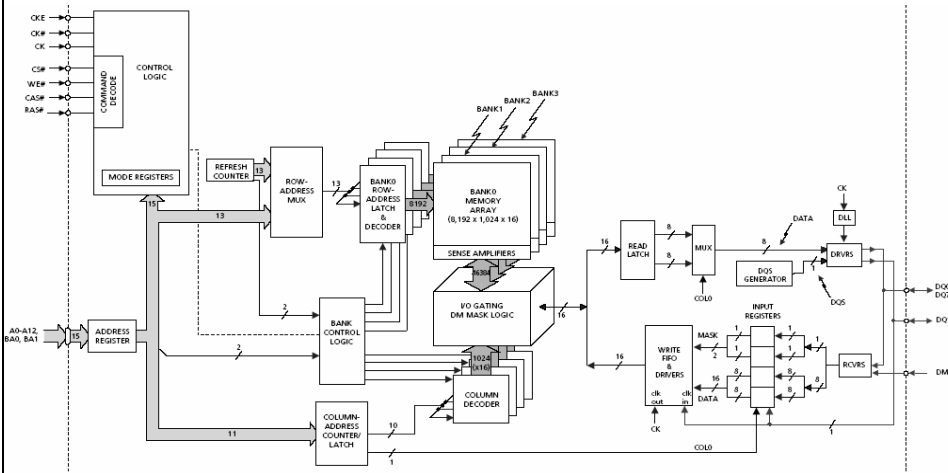 CKE
CK#
CK
CS#
WE#
CAS#
RAS#
CONTROL
LOGIC
COMMAND
DECODE
MODE REGISTERS
15
REFRESH
COUNTER
13
13
ROW-
ADDRESS
MUX
13
BANK0
ROW-
ADDRESS
LATCH
&
DECODER
8192
BANK1
BANK2
BANK3
BANK0
MEMORY
ARRAY
(8,192 x 1,024 x 16)
SENSE AMPLIFIERS
16384
I/O GATING
DM MASK LOGIC
16
A0-A12,
BA0, BA1
15
ADDRESS
REGISTER
2
2
BANK
CONTROL
LOGIC
1024
(x16)
COLUMN
DECODER
11
COLUMN-
ADDRESS
COUNTER/
LATCH
10
1
COL0
16
READ
LATCH
8
8
MUX
COL0
8
DATA
CK
DLL
DRVRS
DQS
GENERATOR
1
DQS
INPUT
REGISTERS
16
WRITE
FIFO
&
DRIVERS
clk
out
clk
in
CK
MASK
2
16
DATA
1
1
8
8
1
1
8
8
1
8
RCVRS
1
DM